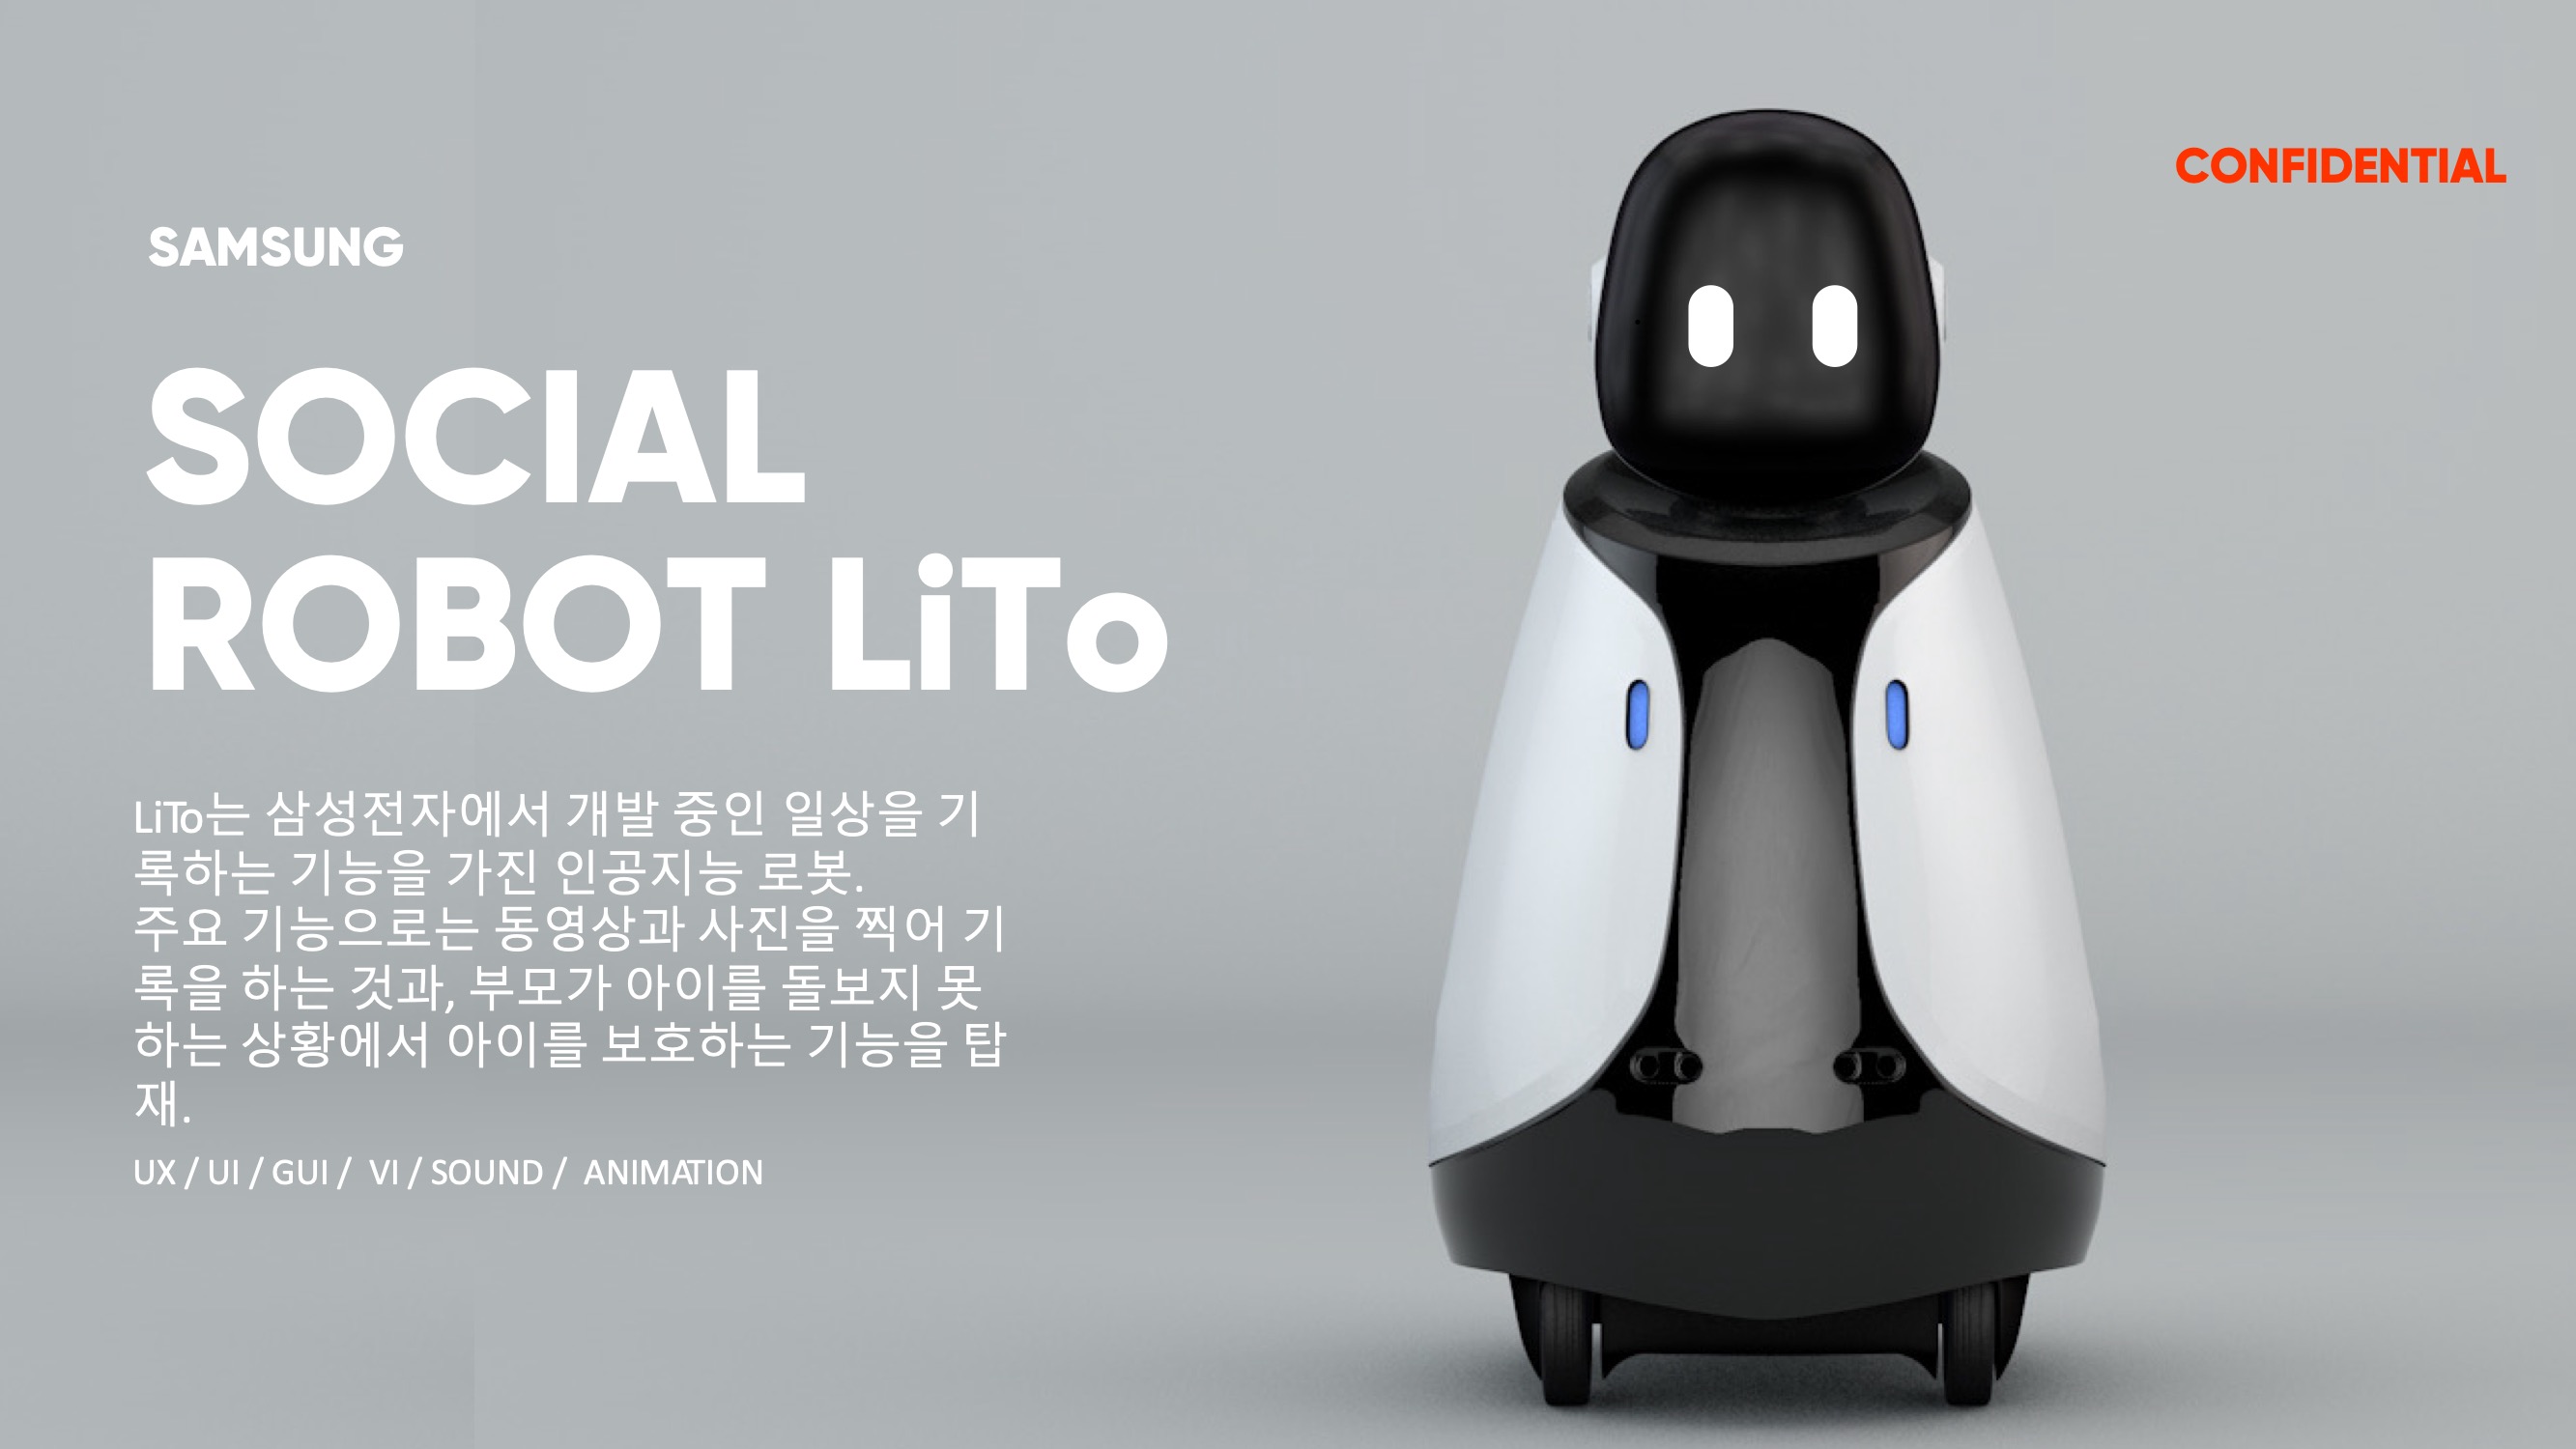 CONFIDENTIAL
SAMSUNG
SOCIAL
ROBOT LiTo
LiTo는 삼성전자에서 개발 중인 일상을 기
록하는 기능을 가진 인공지능 로봇.
주요 기능으로는 동영상과 사진을 찍어 기
록을 하는 것과, 부모가 아이를 돌보지 못
하는 상황에서 아이를 보호하는 기능을 탑
재.
UX / UI / GUI / VI / SOUND / ANIMATION